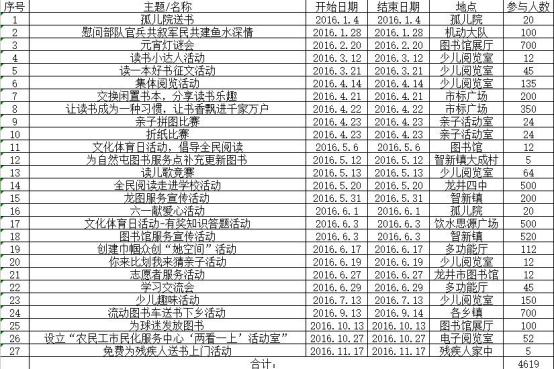 序号 主题/名称 开始日期 结束日期 地点 参与人数
1 孤儿院送书 2016.1.4 2016.1.4 孤儿院 20
2 慰问部队官兵共叙军民共建鱼水深情 2016.1.28 2016.1.28 机动大队 100
3 元宵灯谜会 2016.2.20 2016.2.20 图书馆展厅 700
4 读书小达人活动 2016.3.12 2016.3.12 少儿阅览室 12
5 读一本好书征文活动 2016.3.21 2016.3.21 少儿阅览室 45
6 集体阅览活动 2016.4.14 2016.4.14 少儿阅览室 135
7 交换闲置书本，分享读书乐趣 2016.4.21 2016.4.21 市标广场 200
8 让读书成为一种习惯，让书香飘进千家万户 2016.4.22 2016.4.22 市标广场 350
9 亲子拼图比赛 2016.4.23 2016.4.23 亲子活动室 24
10 折纸比赛 2016.4.23 2016.4.23 亲子活动室 24
11 文化体育日活动，倡导全民阅读 2016.5.6 2016.5.6 图书馆 12
12 为自然屯图书服务点补充更新图书 2016.5.12 2016.5.12 智新镇大成村 5
13 读儿歌竞赛 2016.5.13 2016.5.13 少儿阅览室 64
14 全民阅读走进学校活动 2016.5.20 2016.5.20 龙井四中 500
15 龙图服务宣传活动 2016.5.31 2016.5.31 智新镇 200
16 六一献爱心活动 2016.6.1 2016.6.1 孤儿院 20
17 文化体育日活动-有奖知识答题活动 2016.6.3 2016.6.3 饮水思源广场 500
18 图书馆服务宣传活动 2016.6.3 2016.6.3 智新镇 520
19 创建巾帼众创“她空间”活动 2016.6.17 2016.6.17 多功能厅 112
20 你来比划我来猜亲子活动 2016.6.21 2016.6.21 少儿阅览室 12
21 志愿者服务活动 2016.6.27 2016.6.27 龙井市图书馆 12
22 学习交流会 2016.6.29 2016.6.29 多功能厅 45
23 少儿趣味活动 2016.7.13 2016.7.13 少儿阅览室 150
24 流动图书车送书下乡活动 2016.9.13 2016.9.14 各乡镇 700
25 为球迷发放图书 2016.10.13 2016.10.13 图书馆展厅 100
26 设立“农民工市民化服务中心‘两看一上’活动室” 2016.10.27 2016.10.27 电子阅览室 52
27 免费为残疾人送书上门活动 2016.11.17 2016.11.17 残疾人家中 5
合计： 4619